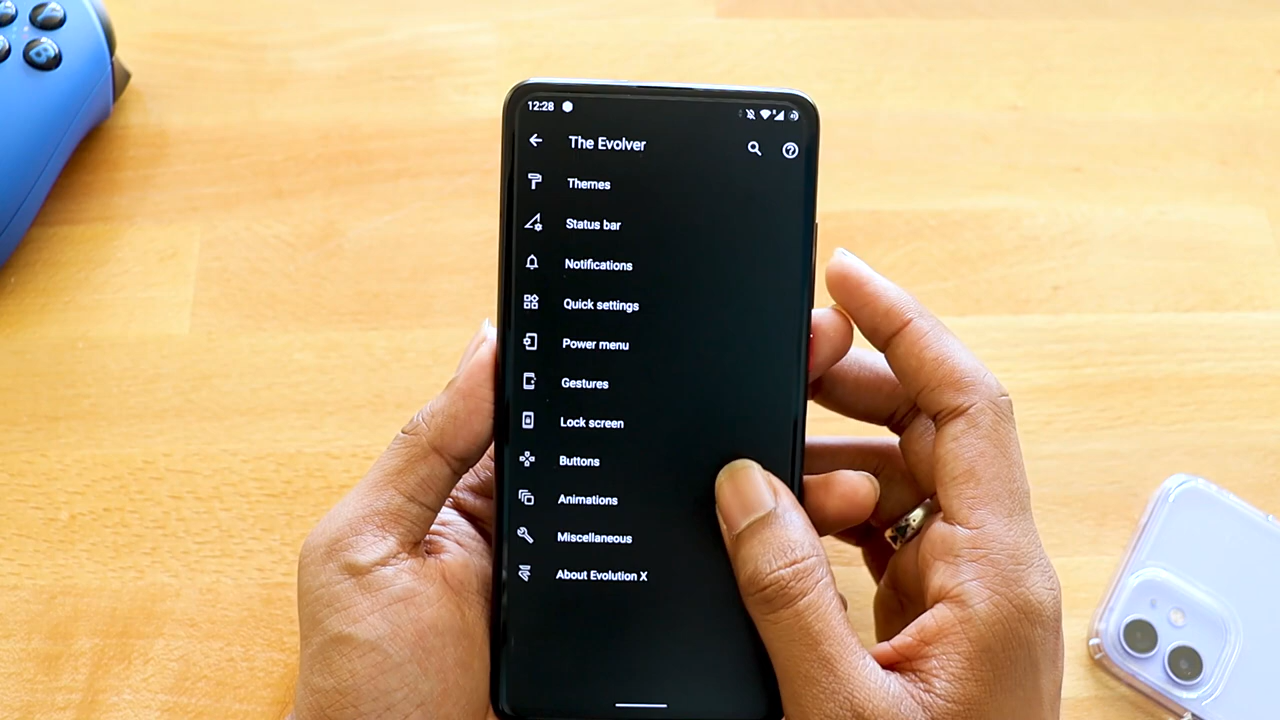 12:28
The Evolver
Themes
Status bar
Notifications
Quick settings
Power menu
Gestures
Lock screen
Buttons
Animations
Miscellaneous
About Evolution X